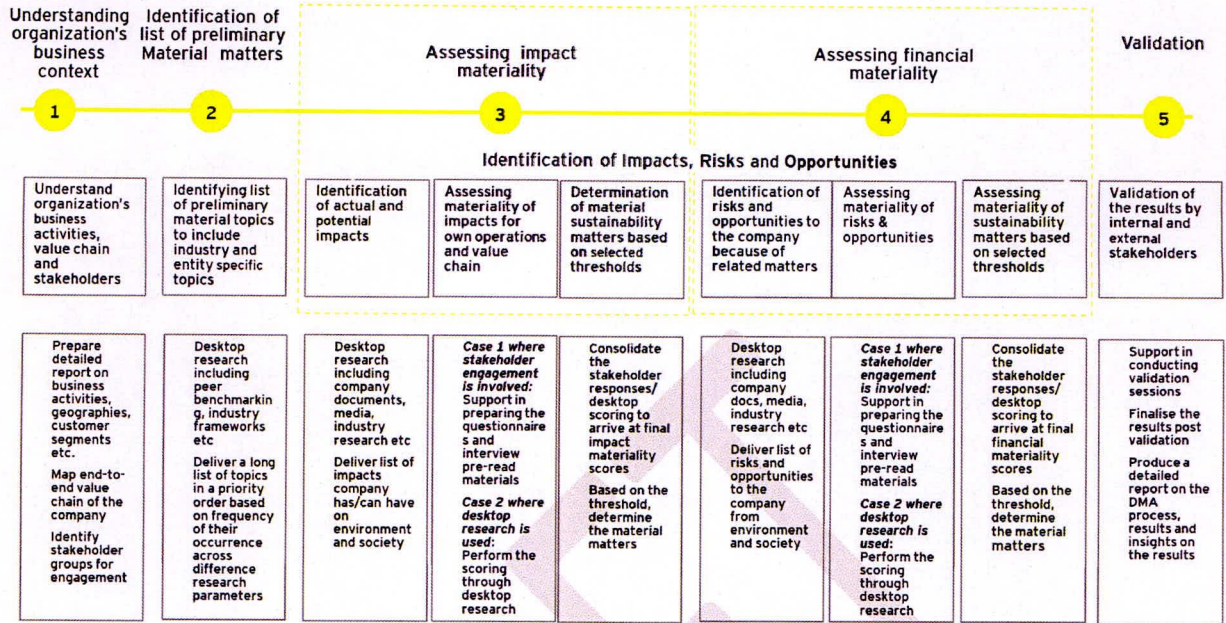 Understanding
organization's
business
context
Identification of
list of preliminary
Material matters
Assessing impact
materiality
Assessing financial
materiality
Validation
1
2
3
4
5
Identification of Impacts, Risks and Opportunities
Understand
organization's
business
activities,
value chain
and
stakeholders
Identifying list
of preliminary
material topics
to include
industry and
entity specific
topics
Identification
of actual and
potential
impacts
Assessing
materiality of
impacts for
own operations
and value
chain
Determination
of material
sustainability
matters based
on selected
thresholds
Identification of
risks and
opportunities to
the company
because of
related matters
Assessing
materiality of
risks &
opportunities
Assessing
materiality of
sustainability
matters based
on selected
thresholds
Validation of
the results by
internal and
external
stakeholders
Prepare
detailed
report on
business
activities,
geographies,
customer
segments
etc.
Map end-to-
end value
chain of the
company
Identify
stakeholder
groups for
engagement
Desktop
research
including
peer
benchmarkin
g, industry
frameworks
etc
Deliver a long
list of topics
in a priority
order based
on frequency
of their
occurrence
across
difference
research
parameters
Desktop
research
including
company
documents,
media,
industry
research etc
Deliver list of
impacts
company
has/can have
on
environment
and society
Case 1 where
stakeholder
engagement
is involved:
Support in
preparing the
questionnaire
s and
interview
pre-read
materials
Case 2 where
desktop
research is
used:
Perform the
scoring
through
desktop
research
Consolidate
the
stakeholder
responses/
desktop
scoring to
arrive at final
impact
materiality
scores
Based on the
threshold,
determine
the material
matters
Desktop
research
including
company
docs, media,
industry
research etc
Deliver list of
risks and
opportunities
to the
company
from
environment
and society
Case 1 where
stakeholder
engagement
is involved:
Support in
preparing the
questionnaire
s and
interview
pre-read
materials
Case 2 where
desktop
research is
used:
Perform the
scoring
through
desktop
research
Consolidate
the
stakeholder
responses/
desktop
scoring to
arrive at final
financial
materiality
scores
Based on the
threshold,
determine
the material
matters
Support in
conducting
validation
sessions
Finalise the
results post
validation
Produce a
detailed
report on the
DMA
process,
results and
insights on
the results